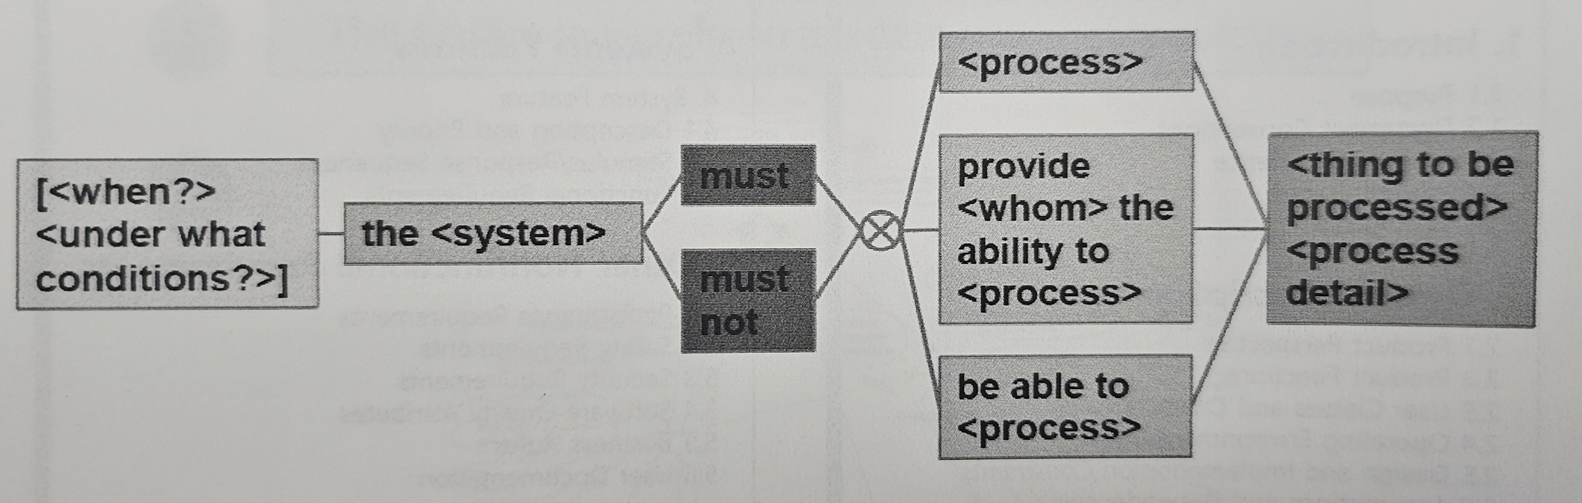 [<when?>
<under what
conditions?>]
the <system>
must
must
not
<process>
provide
<whom> the
ability to
<process>
be able to
<process>
<thing to be
processed>
<process
detail>